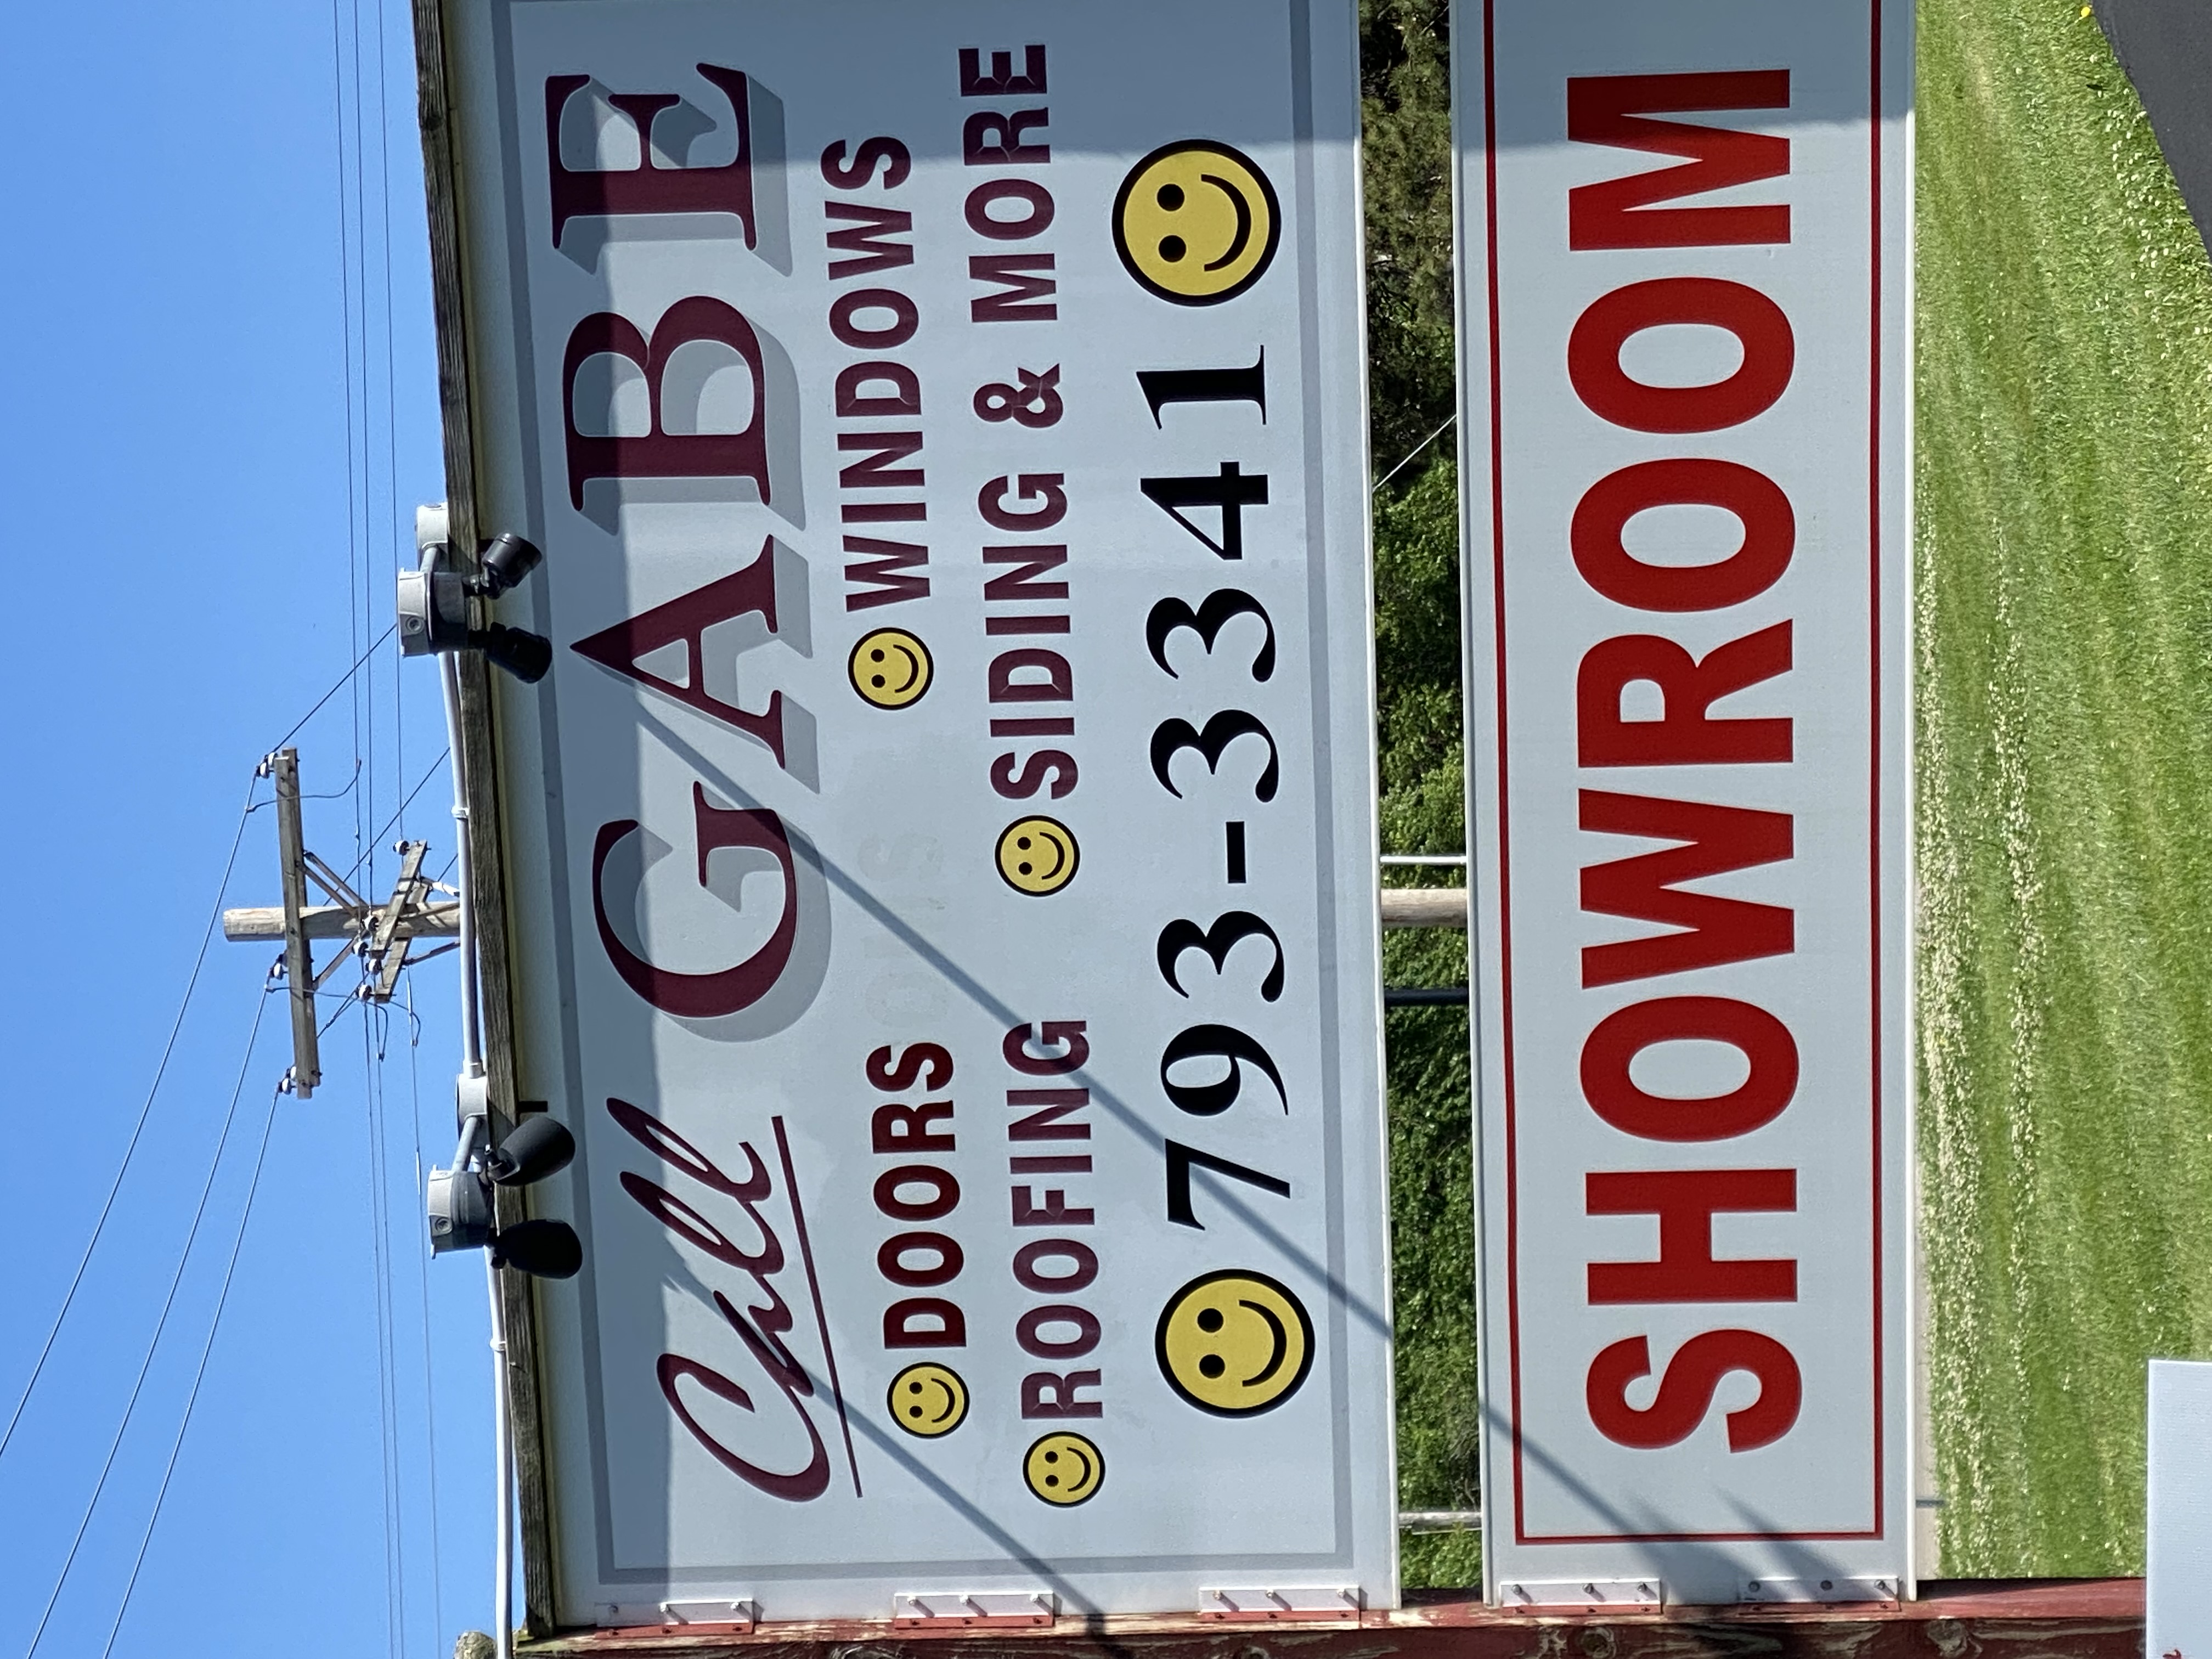 Call GABE
DOORS WINDOWS
ROOFING SIDING & MORE
793-3341
SHOWROOM